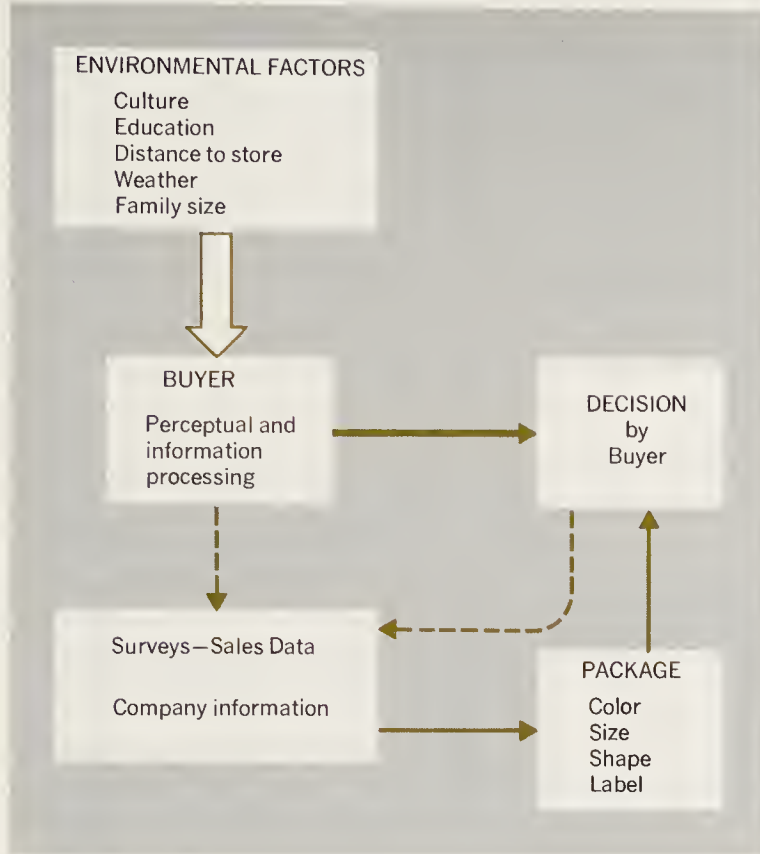 ENVIRONMENTAL FACTORS
Culture
Education
Distance to store
Weather
Family size
BUYER
Perceptual and
information
processing
DECISION
by
Buyer
Surveys—Sales Data
Company information
PACKAGE
Color
Size
Shape
Label